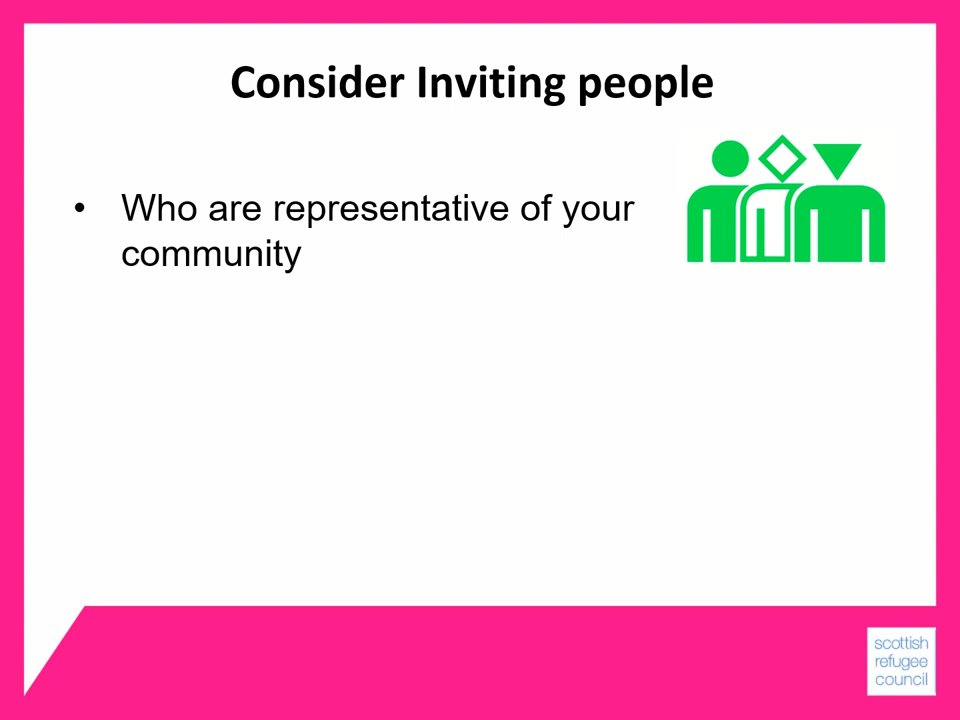 Consider Inviting people
• Who are representative of your
community
scottish
refugee
council